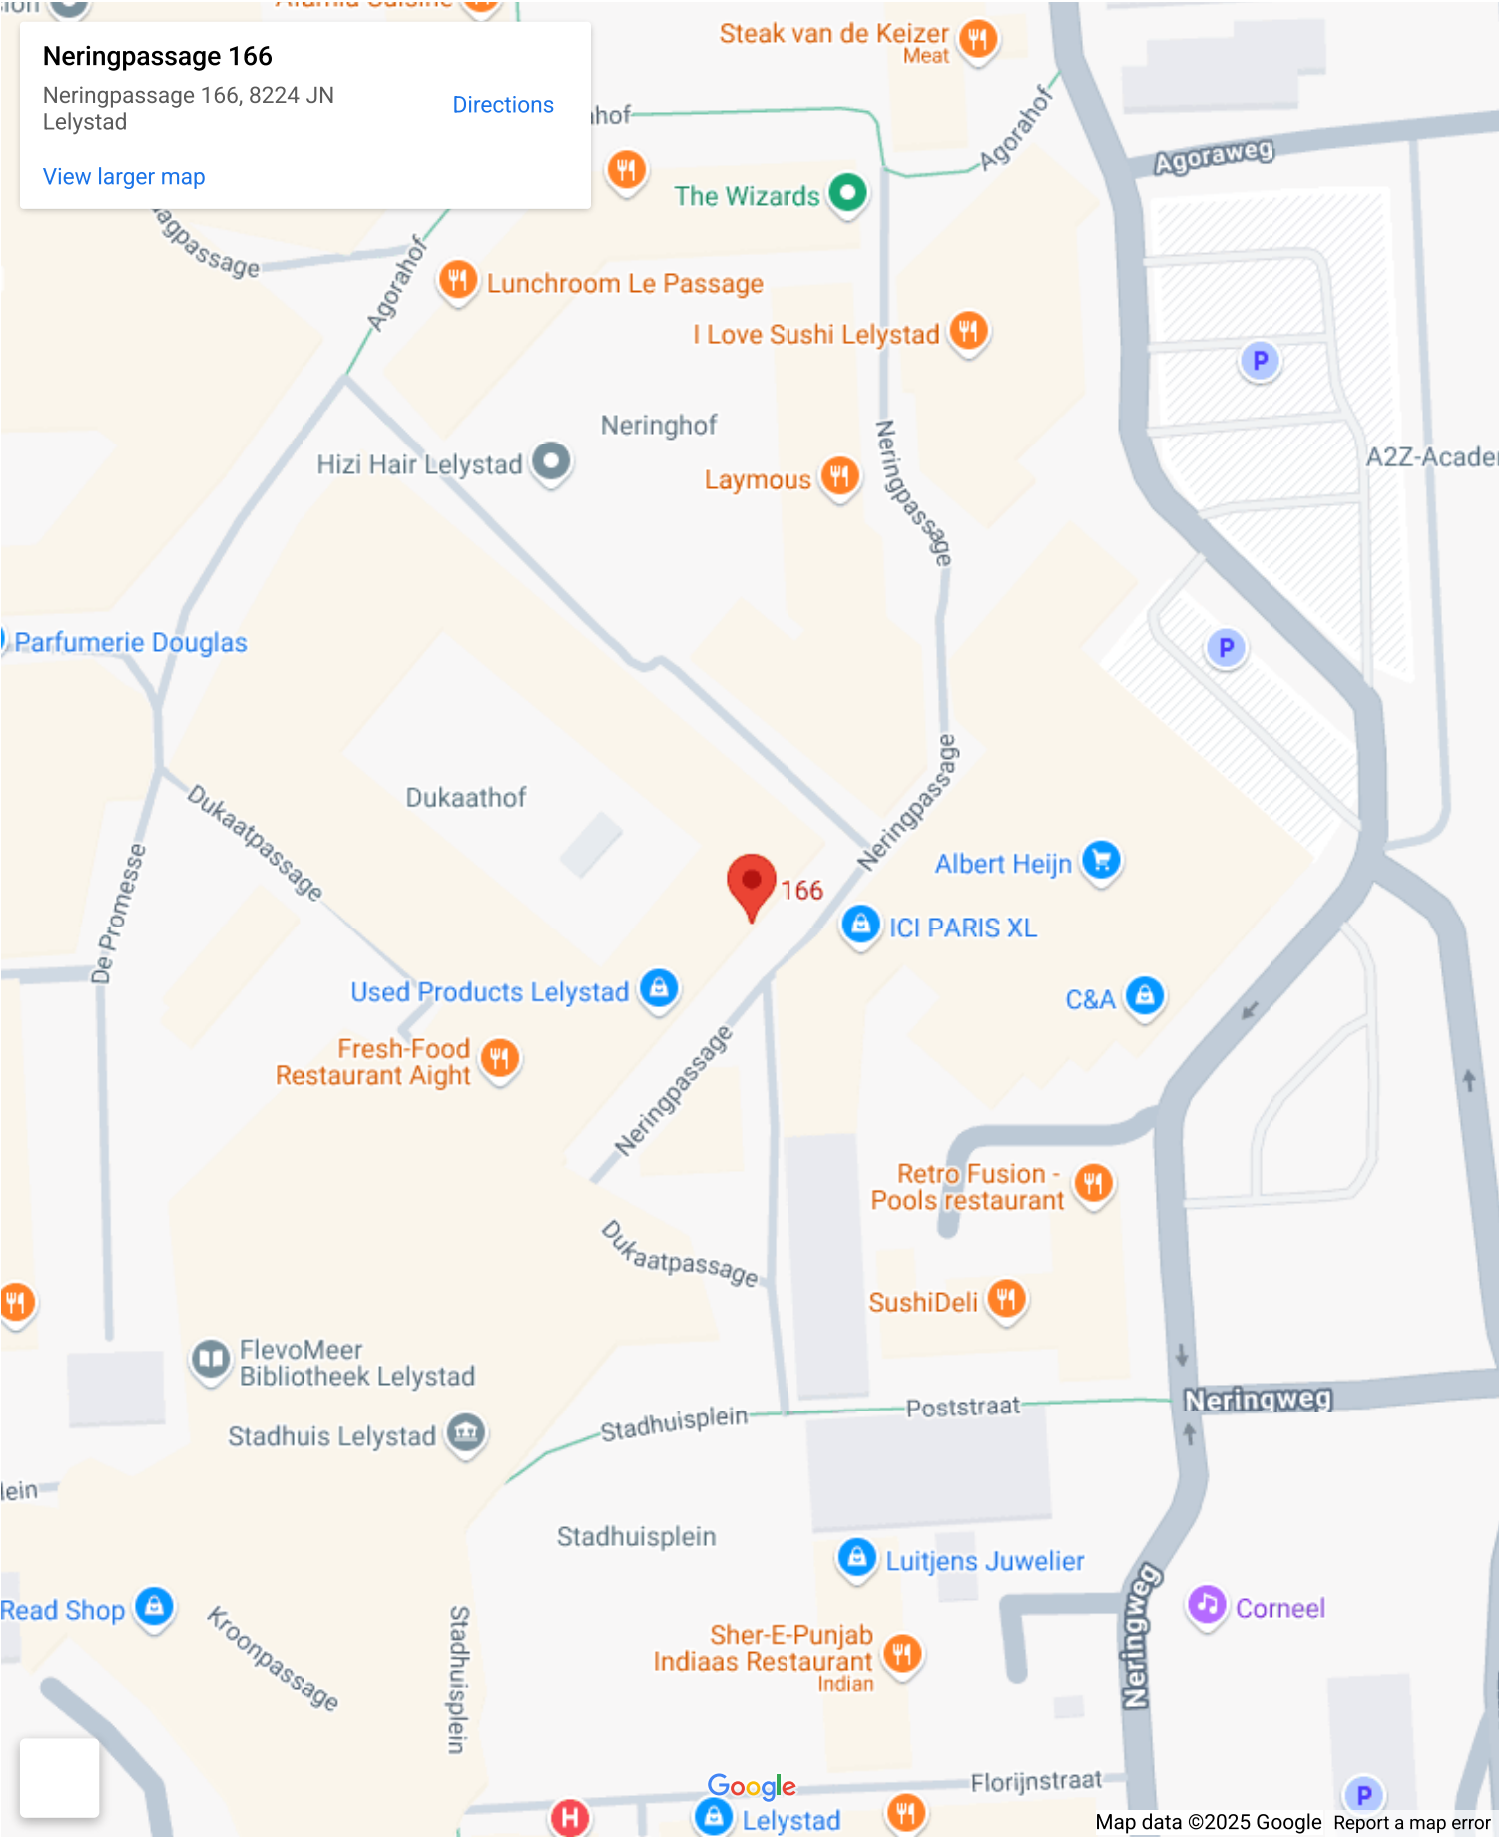 Neringpassage 166
Neringpassage 166, 8224 JN
Lelystad
Directions
View larger map
Steak van de Keizer
Meat
Agorahof
Agoraweg
The Wizards
Agorahof
Lunchroom Le Passage
I Love Sushi Lelystad
Neringhof
Neringpassage
Hizi Hair Lelystad
Laymous
P
A2Z-Acade
Parfumerie Douglas
P
Dukaathof
Dukaatpassage
Neringpassage
De Promesse
166
Albert Heijn
ICI PARIS XL
Used Products Lelystad
C&A
Fresh-Food
Restaurant Aight
Neringpassage
Retro Fusion -
Pools restaurant
Dukaatpassage
SushiDeli
FlevoMeer
Bibliotheek Lelystad
Stadhuis Lelystad
Stadhuisplein
Poststraat
Neringweg
lein
Stadhuisplein
Luitjens Juwelier
Read Shop
Kroonpassage
Stadhuisplein
Neringweg
Corneel
Sher-E-Punjab
Indiaas Restaurant
Indian
Google
Florijnstraat
H
Lelystad
P
Map data ©2025 Google
Report a map error